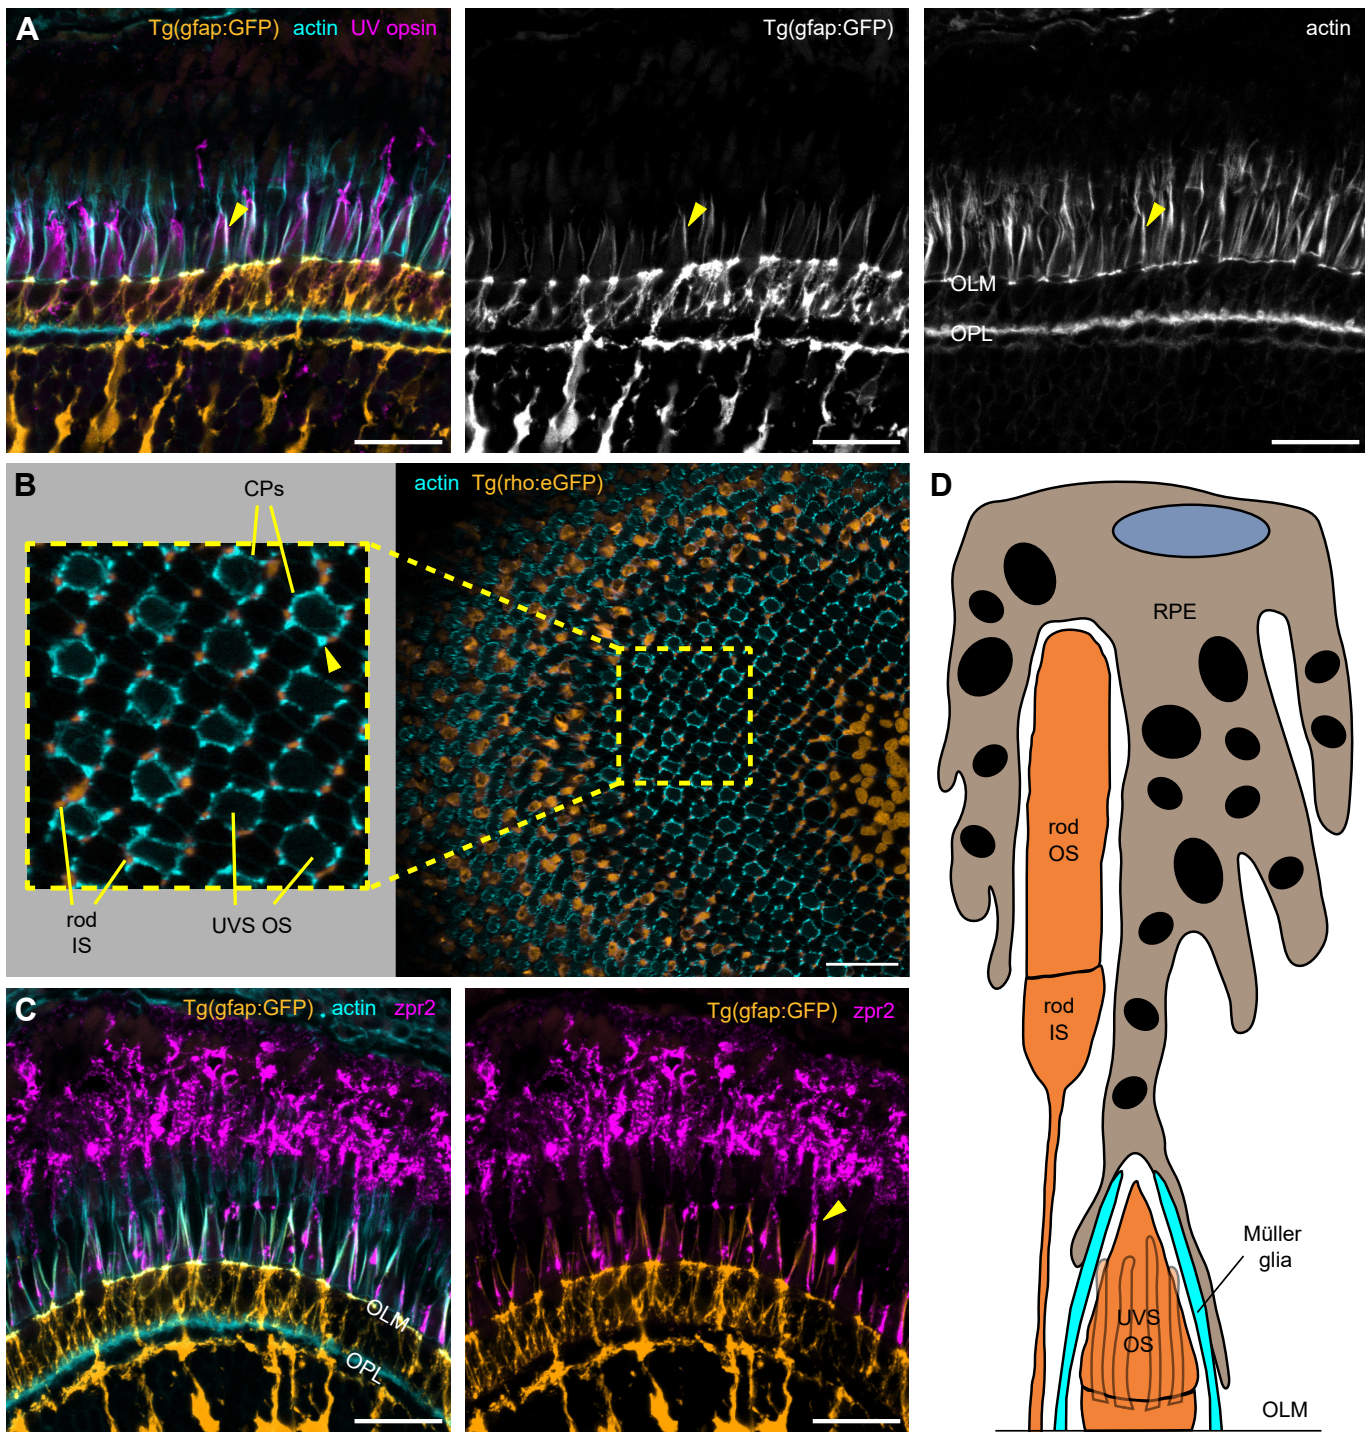 A
Tg(gfap:GFP) actin UV opsin
Tg(gfap:GFP)
actin
OLM
OPL
B
CPs
actin Tg(rho:eGFP)
rod
IS
UVS OS
C
Tg(gfap:GFP) actin zpr2
OLM
OPL
Tg(gfap:GFP) zpr2
D
RPE
rod
OS
rod
IS
Müller
glia
UVS
OS
OLM